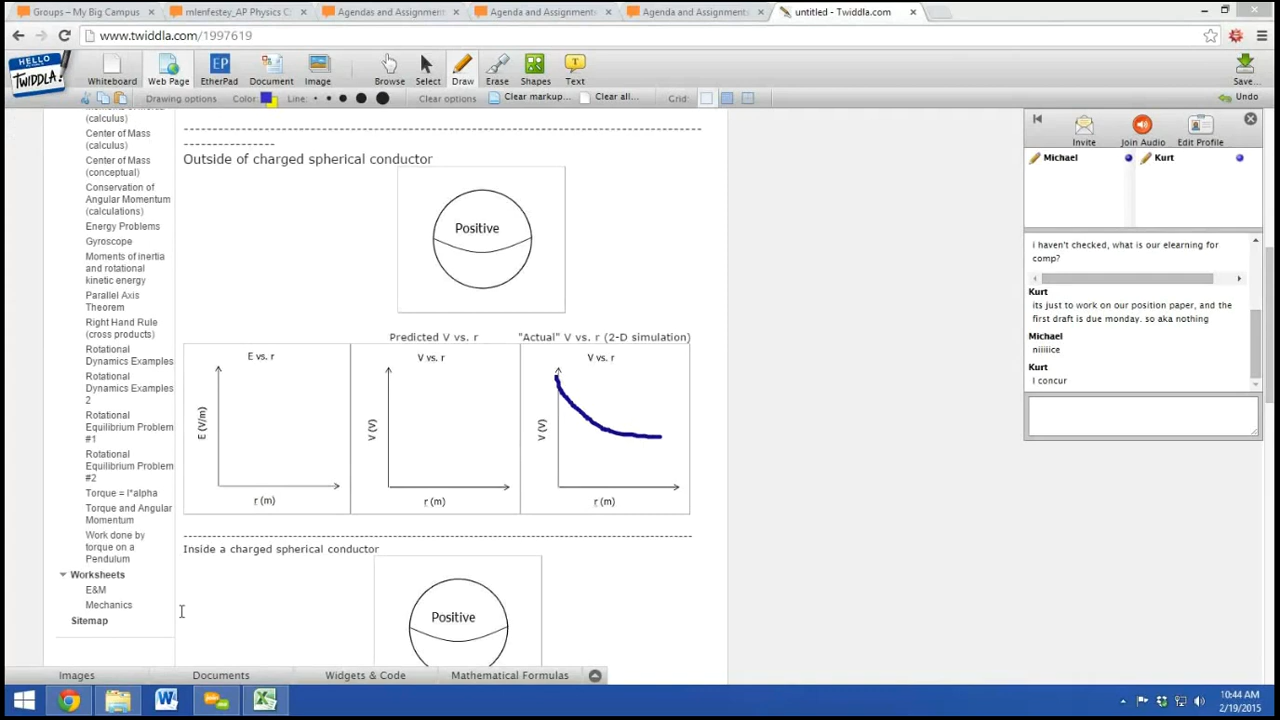 Groups – My Big Campus
mlenfestey_AP Physics C
Agendas and Assignment
Agenda and Assignments
Agenda and Assignments
untitled - Twiddla.com
www.twiddla.com/1997619
HELLO
TWIDDLA
Whiteboard
Web Page
EP
EtherPad
Document
Image
Browse
Select
Draw
Erase
Shapes
T
Text
Save...
Drawing options
Color:
Line:
Clear options
Clear markup...
Clear all...
Grid:
Undo
(calculus)
Center of Mass
(calculus)
Center of Mass
(conceptual)
Conservation of
Angular Momentum
(calculations)
Energy Problems
Gyroscope
Moments of inertia
and rotational
kinetic energy
Parallel Axis
Theorem
Right Hand Rule
(cross products)
Rotational
Dynamics Examples
Rotational
Dynamics Examples
2
Rotational
Equilibrium Problem
#1
Rotational
Equilibrium Problem
#2
Torque = I*alpha
Torque and Angular
Momentum
Work done by
torque on a
Pendulum
Worksheets
E&M
Mechanics
Sitemap
Outside of charged spherical conductor
Positive
Predicted V vs. r
"Actual" V vs. r (2-D simulation)
E vs. r
E (V/m)
r (m)
V vs. r
V (V)
r (m)
V vs. r
V (V)
r (m)
Inside a charged spherical conductor
Positive
Invite
Join Audio
Edit Profile
Michael
Kurt
i haven't checked, what is our elearning for
comp?
Kurt
its just to work on our position paper, and the
first draft is due monday. so aka nothing
Michael
niiiiice
Kurt
I concur
Images
Documents
Widgets & Code
Mathematical Formulas
10:44 AM
2/19/2015